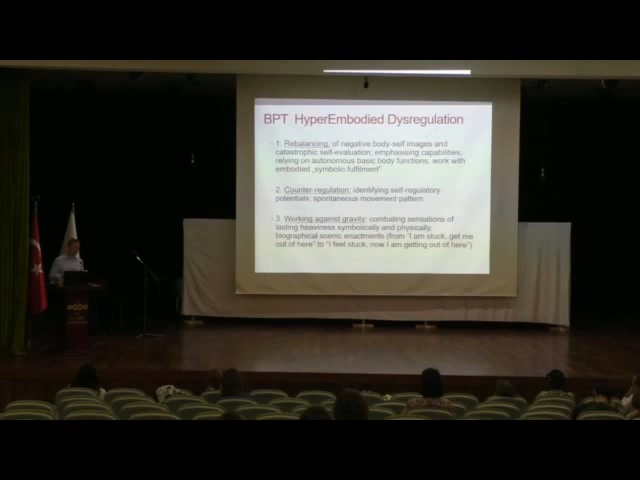 BPT HyperEmbodied Dysregulation
- 1. Rebalancing, of negative body-self images and
catastrophic self-evaluation; emphasising capabilities;
relying on autonomous basic body functions; work with
embodied „symbolic fulfilment"
- 2. Counter-regulation: identifying self-regulatory
potentials; spontaneous movement pattern
- 3. Working against gravity: combating sensations of
lasting heaviness symbolically and physically,
biographical scenic enactments (from "I am stuck, get me
out of here" to "I feel stuck, now I am getting out of here")